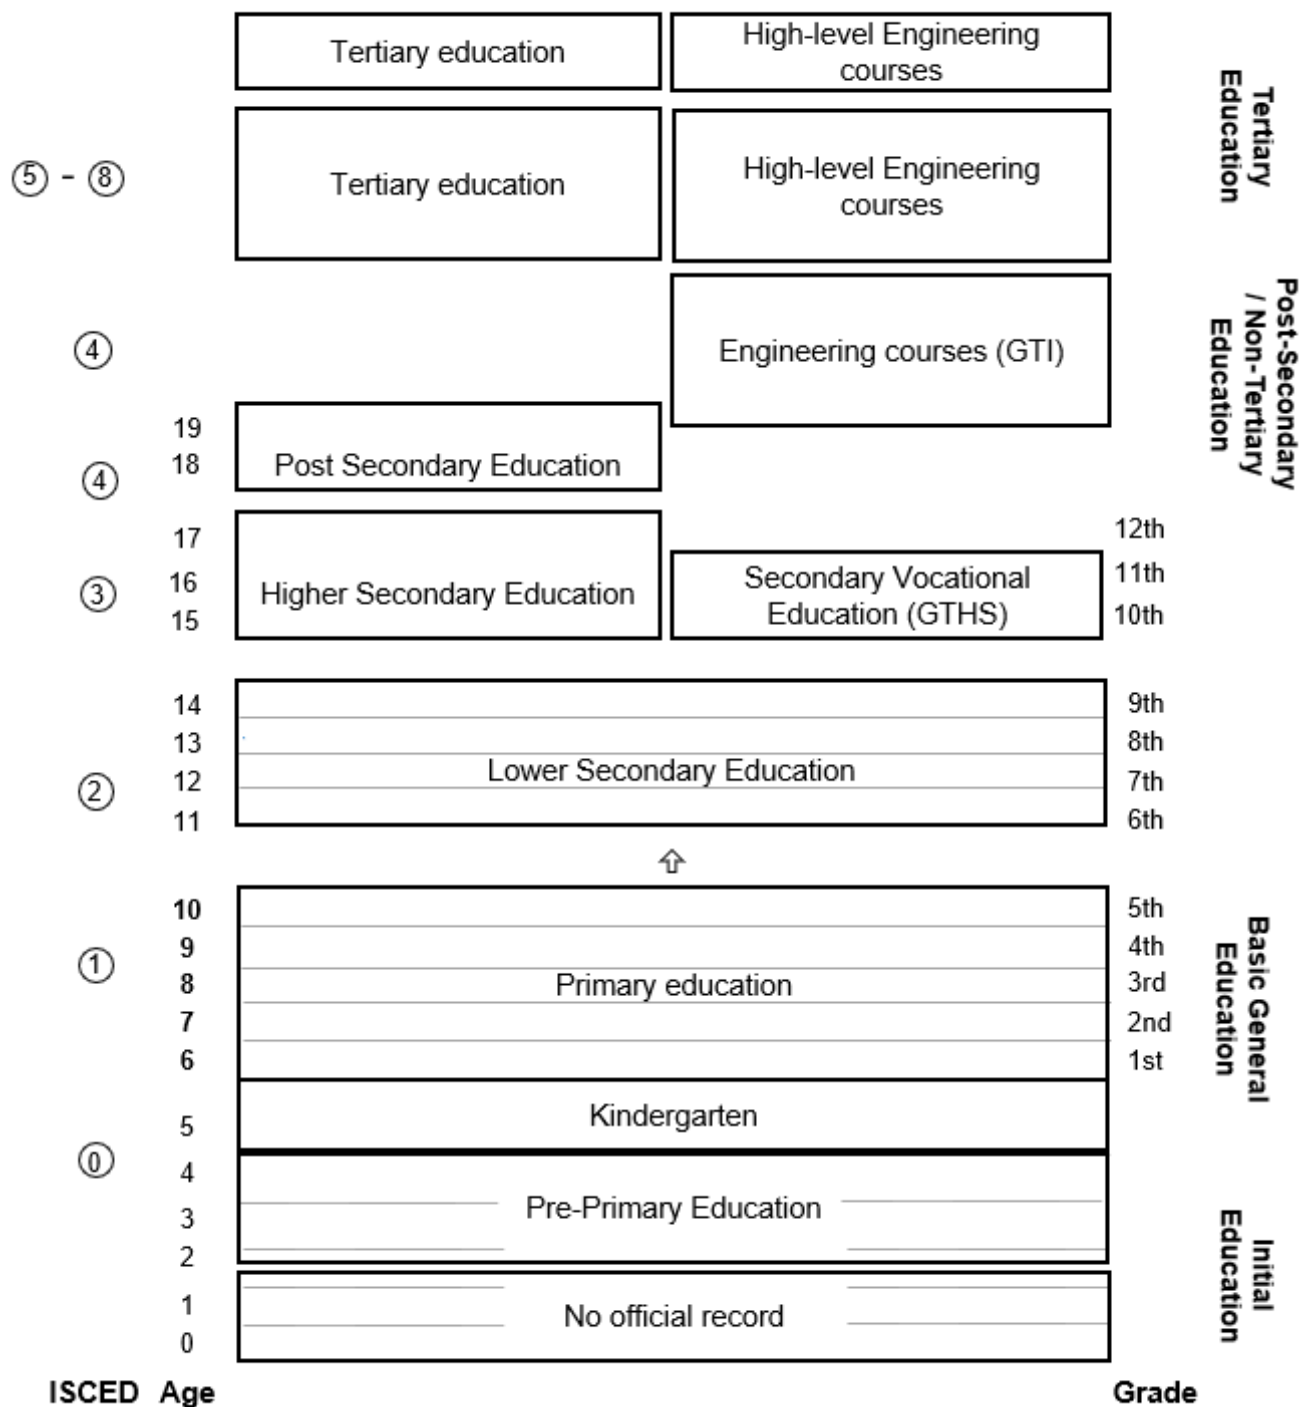 Tertiary education
High-level Engineering
courses
Tertiary
Education
5 - 8
Tertiary education
High-level Engineering
courses
4
Engineering courses (GTI)
Post-Secondary
/ Non-Tertiary
Education
19
18
4
Post Secondary Education
17
16
15
3
Higher Secondary Education
Secondary Vocational
Education (GTHS)
12th
11th
10th
14
13
12
11
2
Lower Secondary Education
9th
8th
7th
6th
10
9
8
7
6
1
Primary education
5th
4th
3rd
2nd
1st
Basic General
Education
5
Kindergarten
0
4
3
2
Pre-Primary Education
Initial
Education
1
0
No official record
ISCED Age
Grade